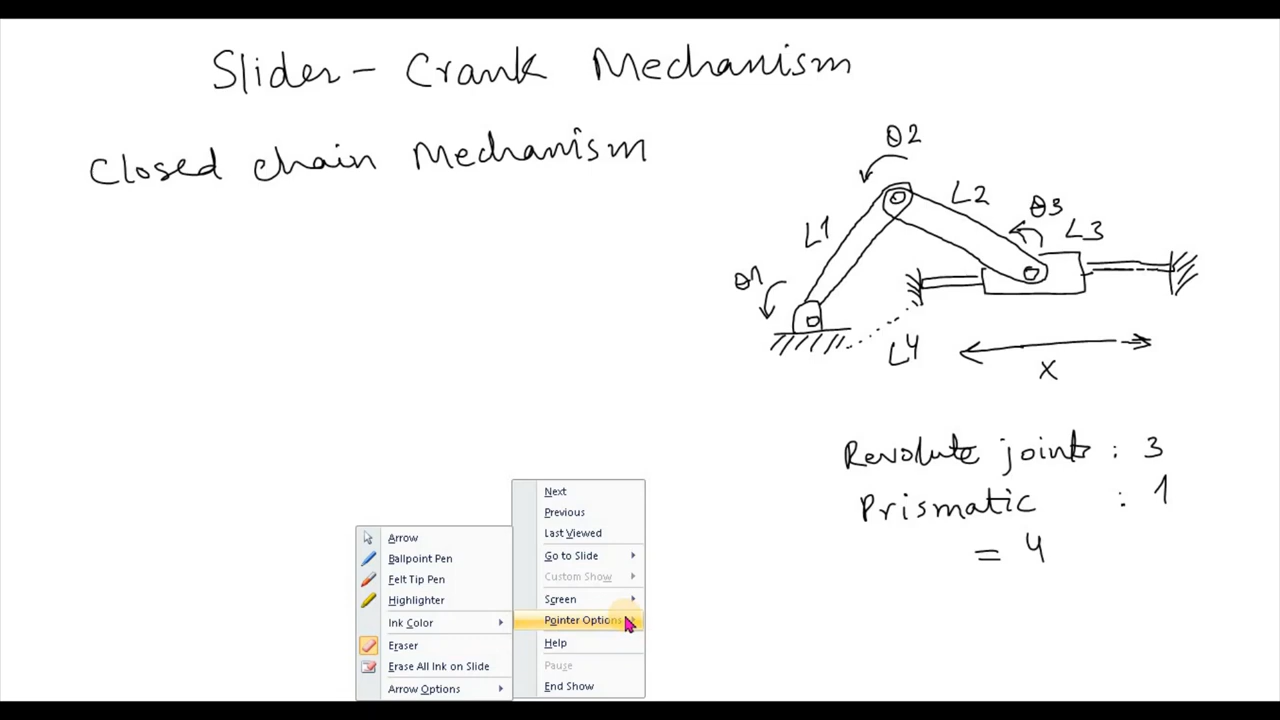 Slider - Crank Mechanism
Closed chain Mechanism
θ2
L2
θ3
L1
L3
θ1
L4
X
Revolute joint : 3
Prismatic : 1
= 4
Next
Previous
Last Viewed
Go to Slide
Custom Show
Screen
Pointer Options
Help
Pause
End Show
Arrow
Ballpoint Pen
Felt Tip Pen
Highlighter
Ink Color
Eraser
Erase All Ink on Slide
Arrow Options